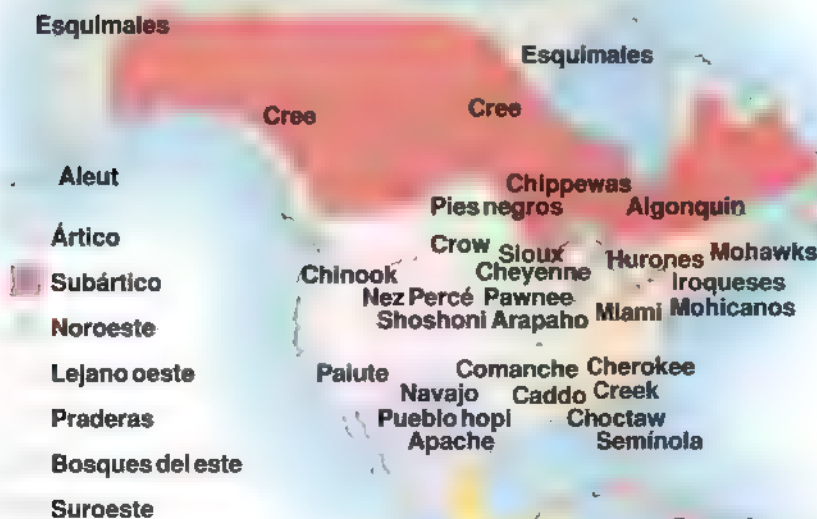 Esquimales
Esquimales
Cree
Cree
Aleut
Chippewas
Pies negros
Algonquin
Ártico
Crow
Sioux
Hurones
Mohawks
Subártico
Chinook
Cheyenne
Iroqueses
Nez Percé
Pawnee
Miami
Mohicanos
Noroeste
Shoshoni
Arapaho
Lejano oeste
Paiute
Comanche
Cherokee
Navajo
Caddo
Creek
Praderas
Pueblo hopi
Choctaw
Apache
Semínola
Bosques del este
Suroeste